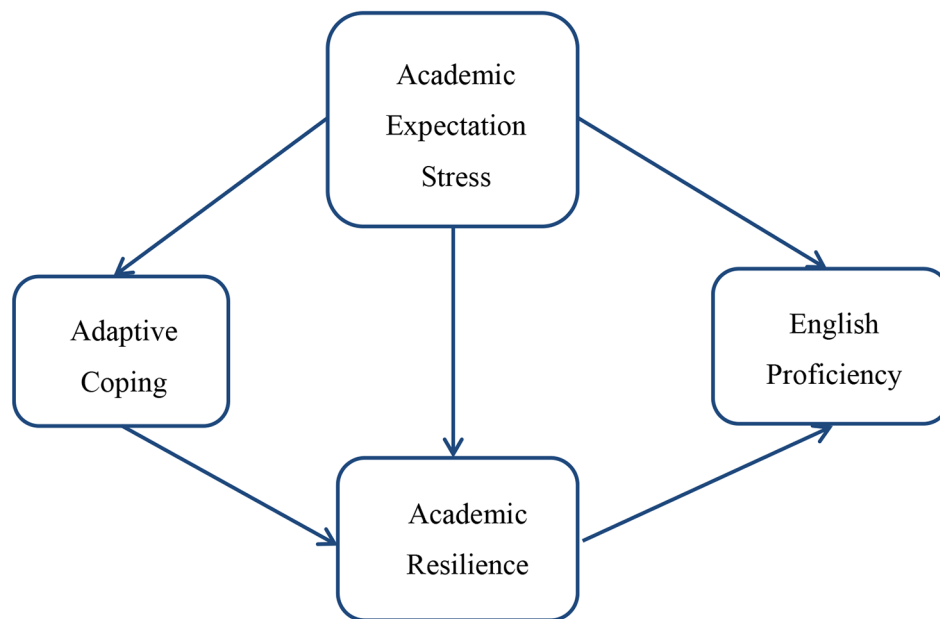 Academic
Expectation
Stress
Adaptive
Coping
English
Proficiency
Academic
Resilience